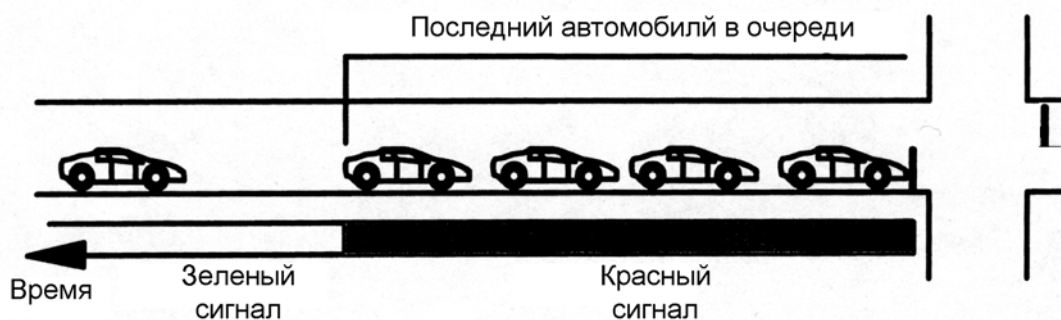 Последний автомобилй в очереди
Время
Зеленый
сигнал
Красный
сигнал